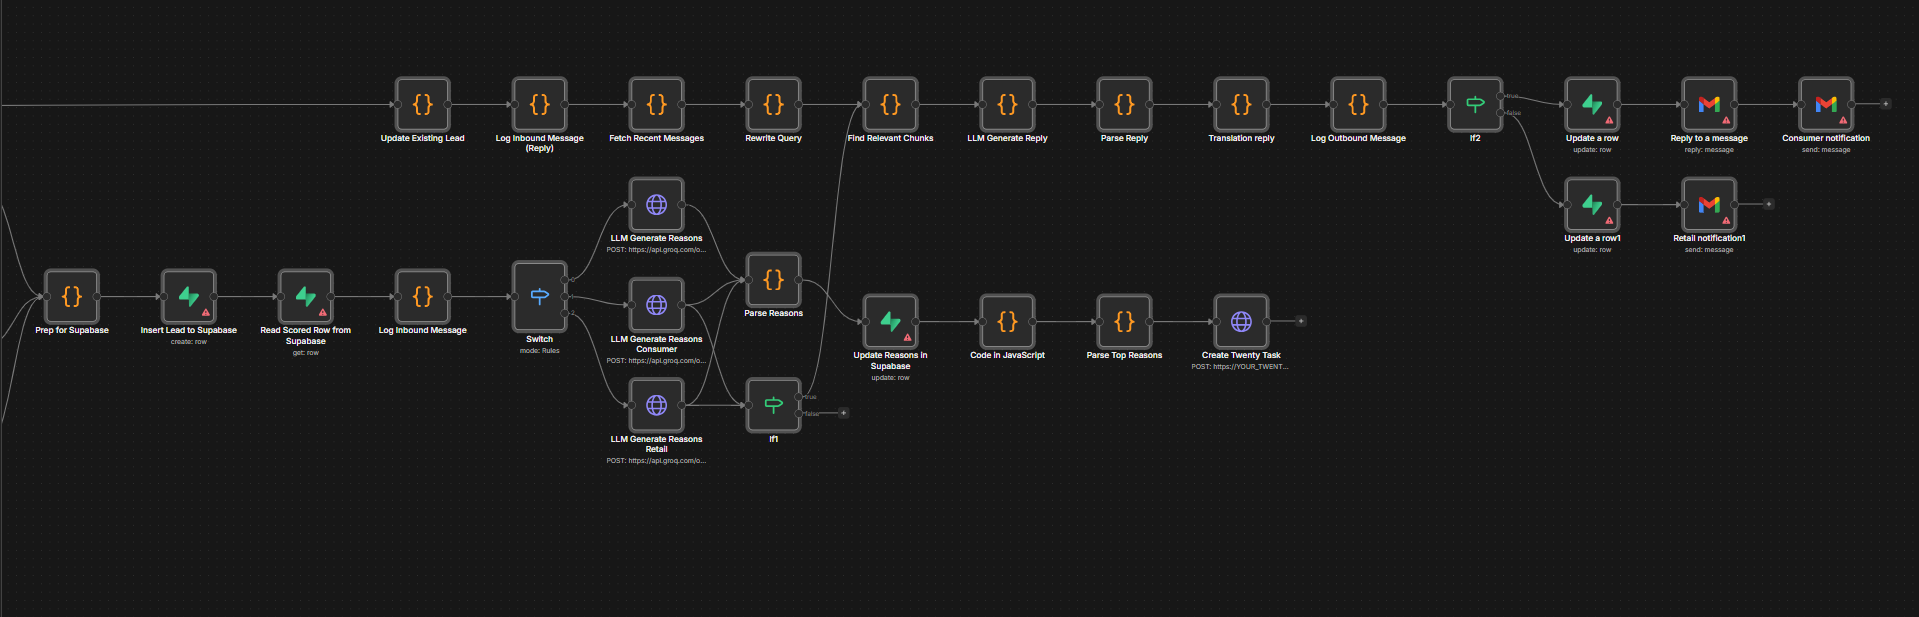 Update Existing Lead
Log Inbound Message
(Reply)
Fetch Recent Messages
Rewrite Query
Find Relevant Chunks
LLM Generate Reply
Parse Reply
Translation reply
Log Outbound Message
If2
true
false
Update a row
update: row
Reply to a message
reply: message
Consumer notification
send: message
Update a row1
update: row
Retail notification1
send: message
Prep for Supabase
Insert Lead to Supabase
create: row
Read Scored Row from
Supabase
get: row
Log Inbound Message
Switch
mode: Rules
LLM Generate Reasons
POST: https://api.groq.com/o...
LLM Generate Reasons
Consumer
POST: https://api.groq.com/o...
LLM Generate Reasons
Retail
POST: https://api.groq.com/o...
Parse Reasons
If1
true
false
Update Reasons in
Supabase
update: row
Code in JavaScript
Parse Top Reasons
Create Twenty Task
POST: https://YOUR_TWENT...